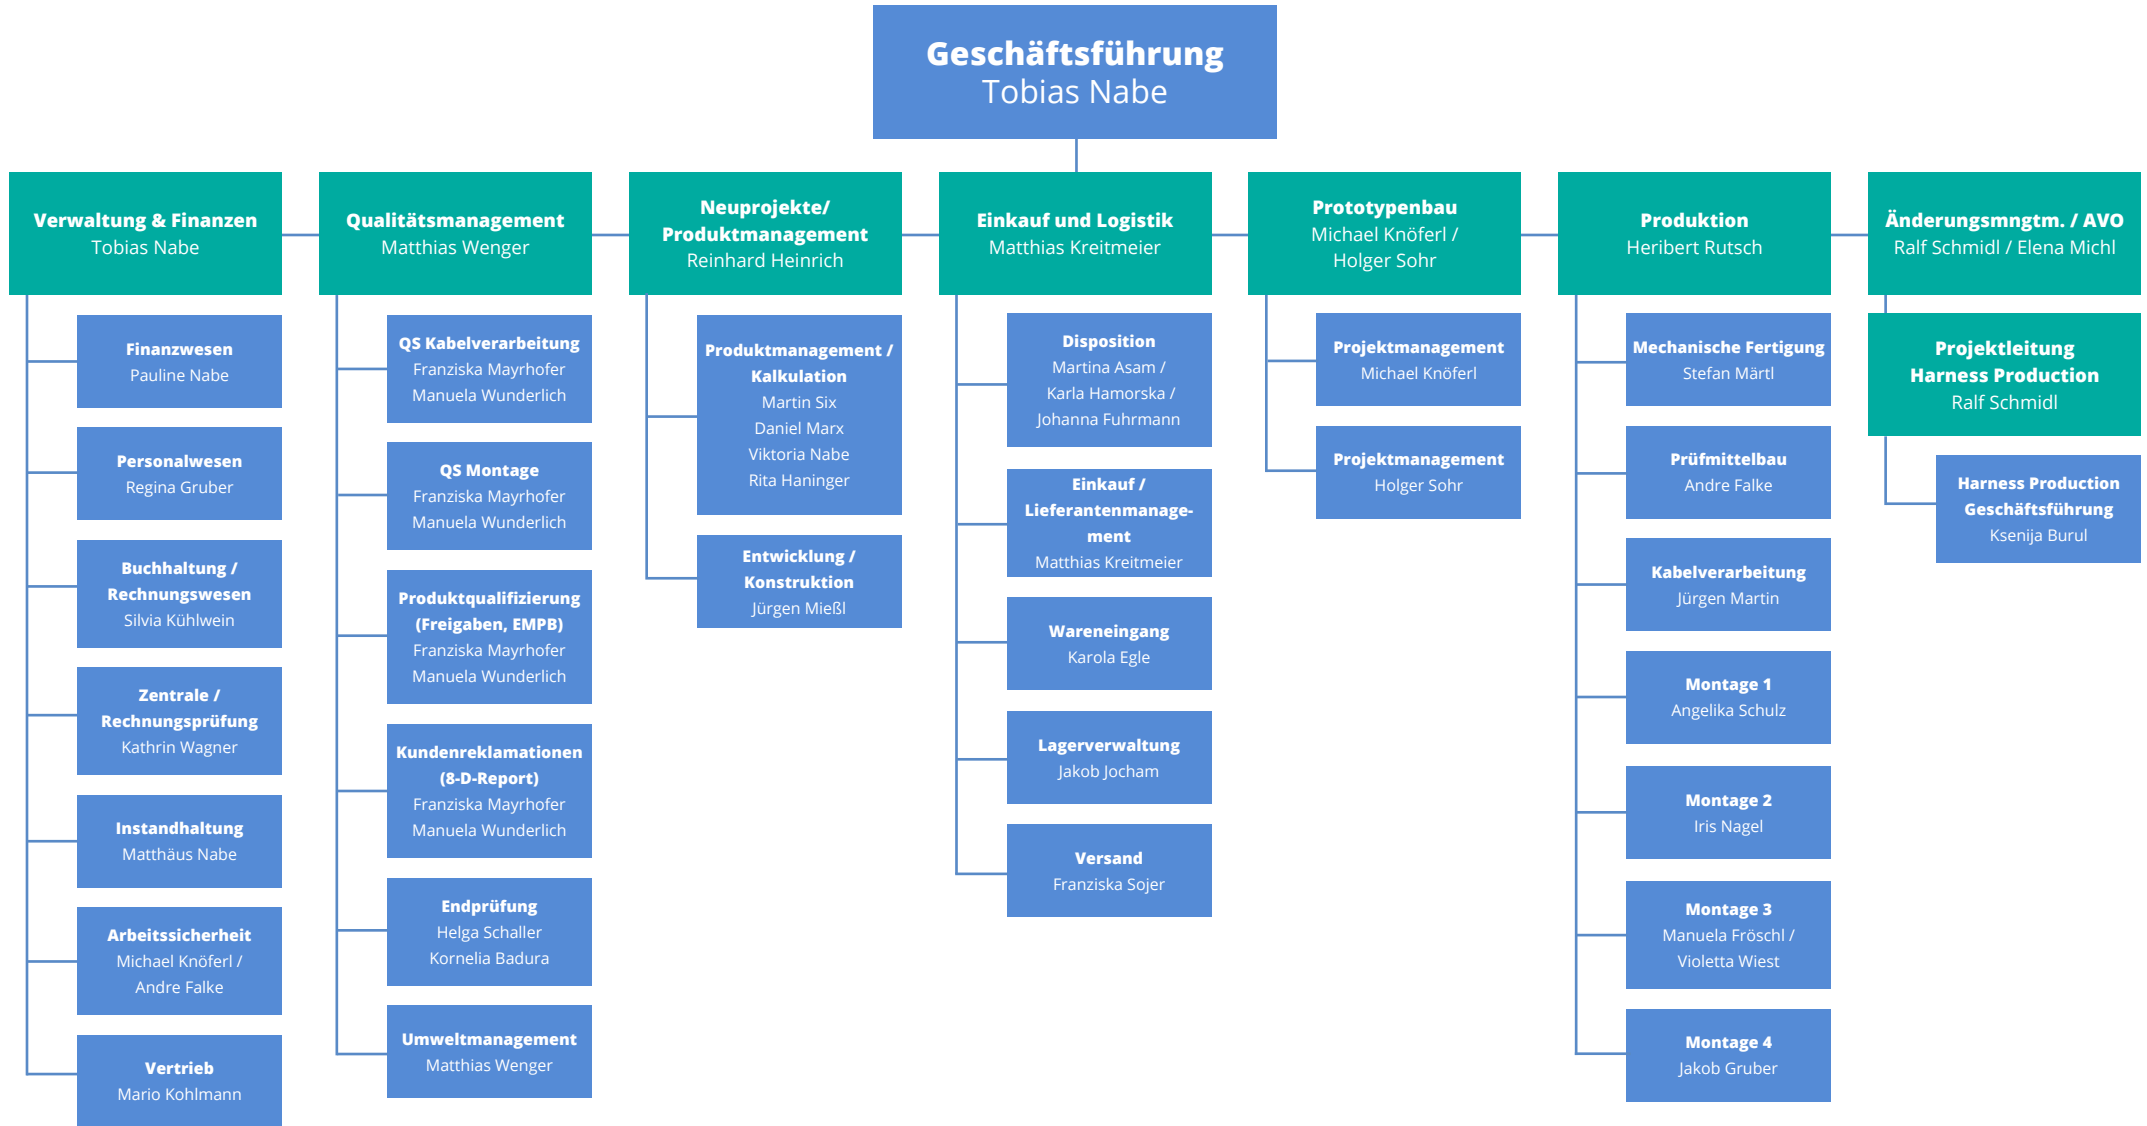 Geschäftsführung
Tobias Nabe
Verwaltung & Finanzen
Tobias Nabe
Finanzwesen
Pauline Nabe
Personalwesen
Regina Gruber
Buchhaltung /
Rechnungswesen
Silvia Kühlwein
Zentrale /
Rechnungsprüfung
Kathrin Wagner
Instandhaltung
Matthäus Nabe
Arbeitssicherheit
Michael Knöferl /
Andre Falke
Vertrieb
Mario Kohlmann
Qualitätsmanagement
Matthias Wenger
QS Kabelverarbeitung
Franziska Mayrhofer
Manuela Wunderlich
QS Montage
Franziska Mayrhofer
Manuela Wunderlich
Produktqualifizierung
(Freigaben, EMPB)
Franziska Mayrhofer
Manuela Wunderlich
Kundenreklamationen
(8-D-Report)
Franziska Mayrhofer
Manuela Wunderlich
Endprüfung
Helga Schaller
Kornelia Badura
Umweltmanagement
Matthias Wenger
Neuprojekte/
Produktmanagement
Reinhard Heinrich
Produktmanagement /
Kalkulation
Martin Six
Daniel Marx
Viktoria Nabe
Rita Haninger
Entwicklung /
Konstruktion
Jürgen Mießl
Einkauf und Logistik
Matthias Kreitmeier
Disposition
Martina Asam /
Karla Hamorska /
Johanna Fuhrmann
Einkauf /
Lieferantenmanage-
ment
Matthias Kreitmeier
Wareneingang
Karola Egle
Lagerverwaltung
Jakob Jocham
Versand
Franziska Sojer
Prototypenbau
Michael Knöferl /
Holger Sohr
Projektmanagement
Michael Knöferl
Projektmanagement
Holger Sohr
Produktion
Heribert Rutsch
Mechanische Fertigung
Stefan Märtl
Prüfmittelbau
Andre Falke
Kabelverarbeitung
Jürgen Martin
Montage 1
Angelika Schulz
Montage 2
Iris Nagel
Montage 3
Manuela Fröschl /
Violetta Wiest
Montage 4
Jakob Gruber
Änderungsmngtm. / AVO
Ralf Schmidl / Elena Michl
Projektleitung
Harness Production
Ralf Schmidl
Harness Production
Geschäftsführung
Ksenija Burul